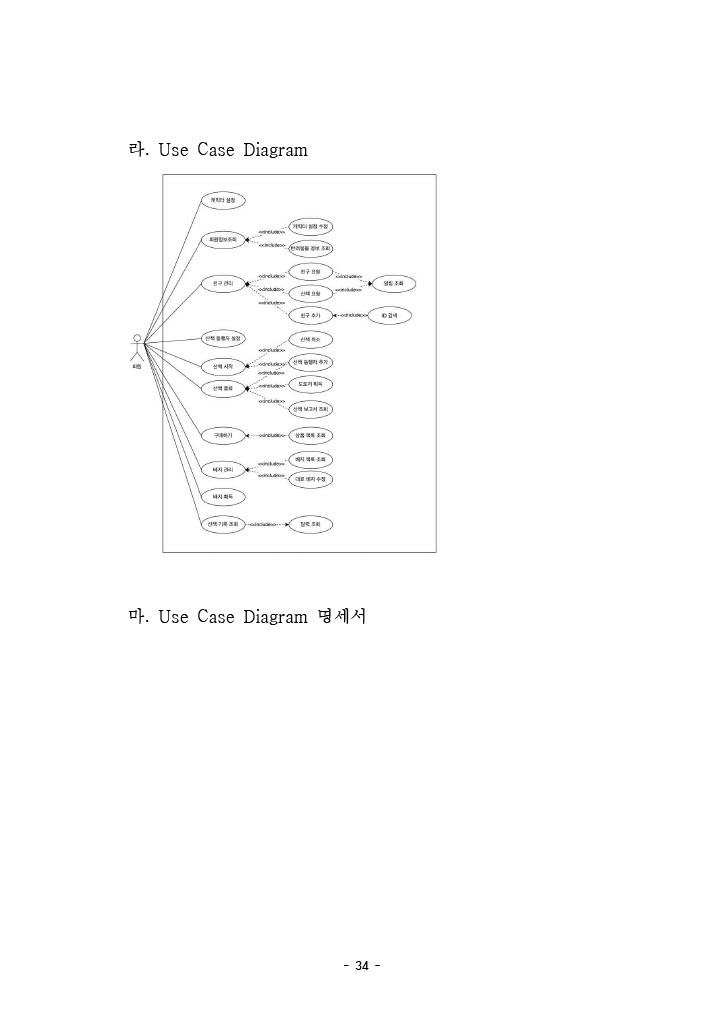 라. Use Case Diagram
캐릭터 설정
캐릭터 설정 수정
<<include>>
회원정보조회
<<include>>
반려동물 정보 조회
친구 요청
<<include>>
<<include>>
친구 관리
알림 조회
<<include>>
산책 요청
<<include>>
<<include>>
친구 추가
<<include>>
ID 검색
산책 동행자 설정
산책 취소
회원
<<include>>
산책 시작
산책 동행자 추가
<<include>>
산책 종료
<<include>>
도토리 획득
<<include>>
산책 보고서 조회
구매하기
<<include>>
상품 목록 조회
배지 목록 조회
<<include>>
배지 관리
<<include>>
대표 배지 수정
배지 획득
산책 기록 조회
<<include>>
달력 조회
마. Use Case Diagram 명세서
- 34 -